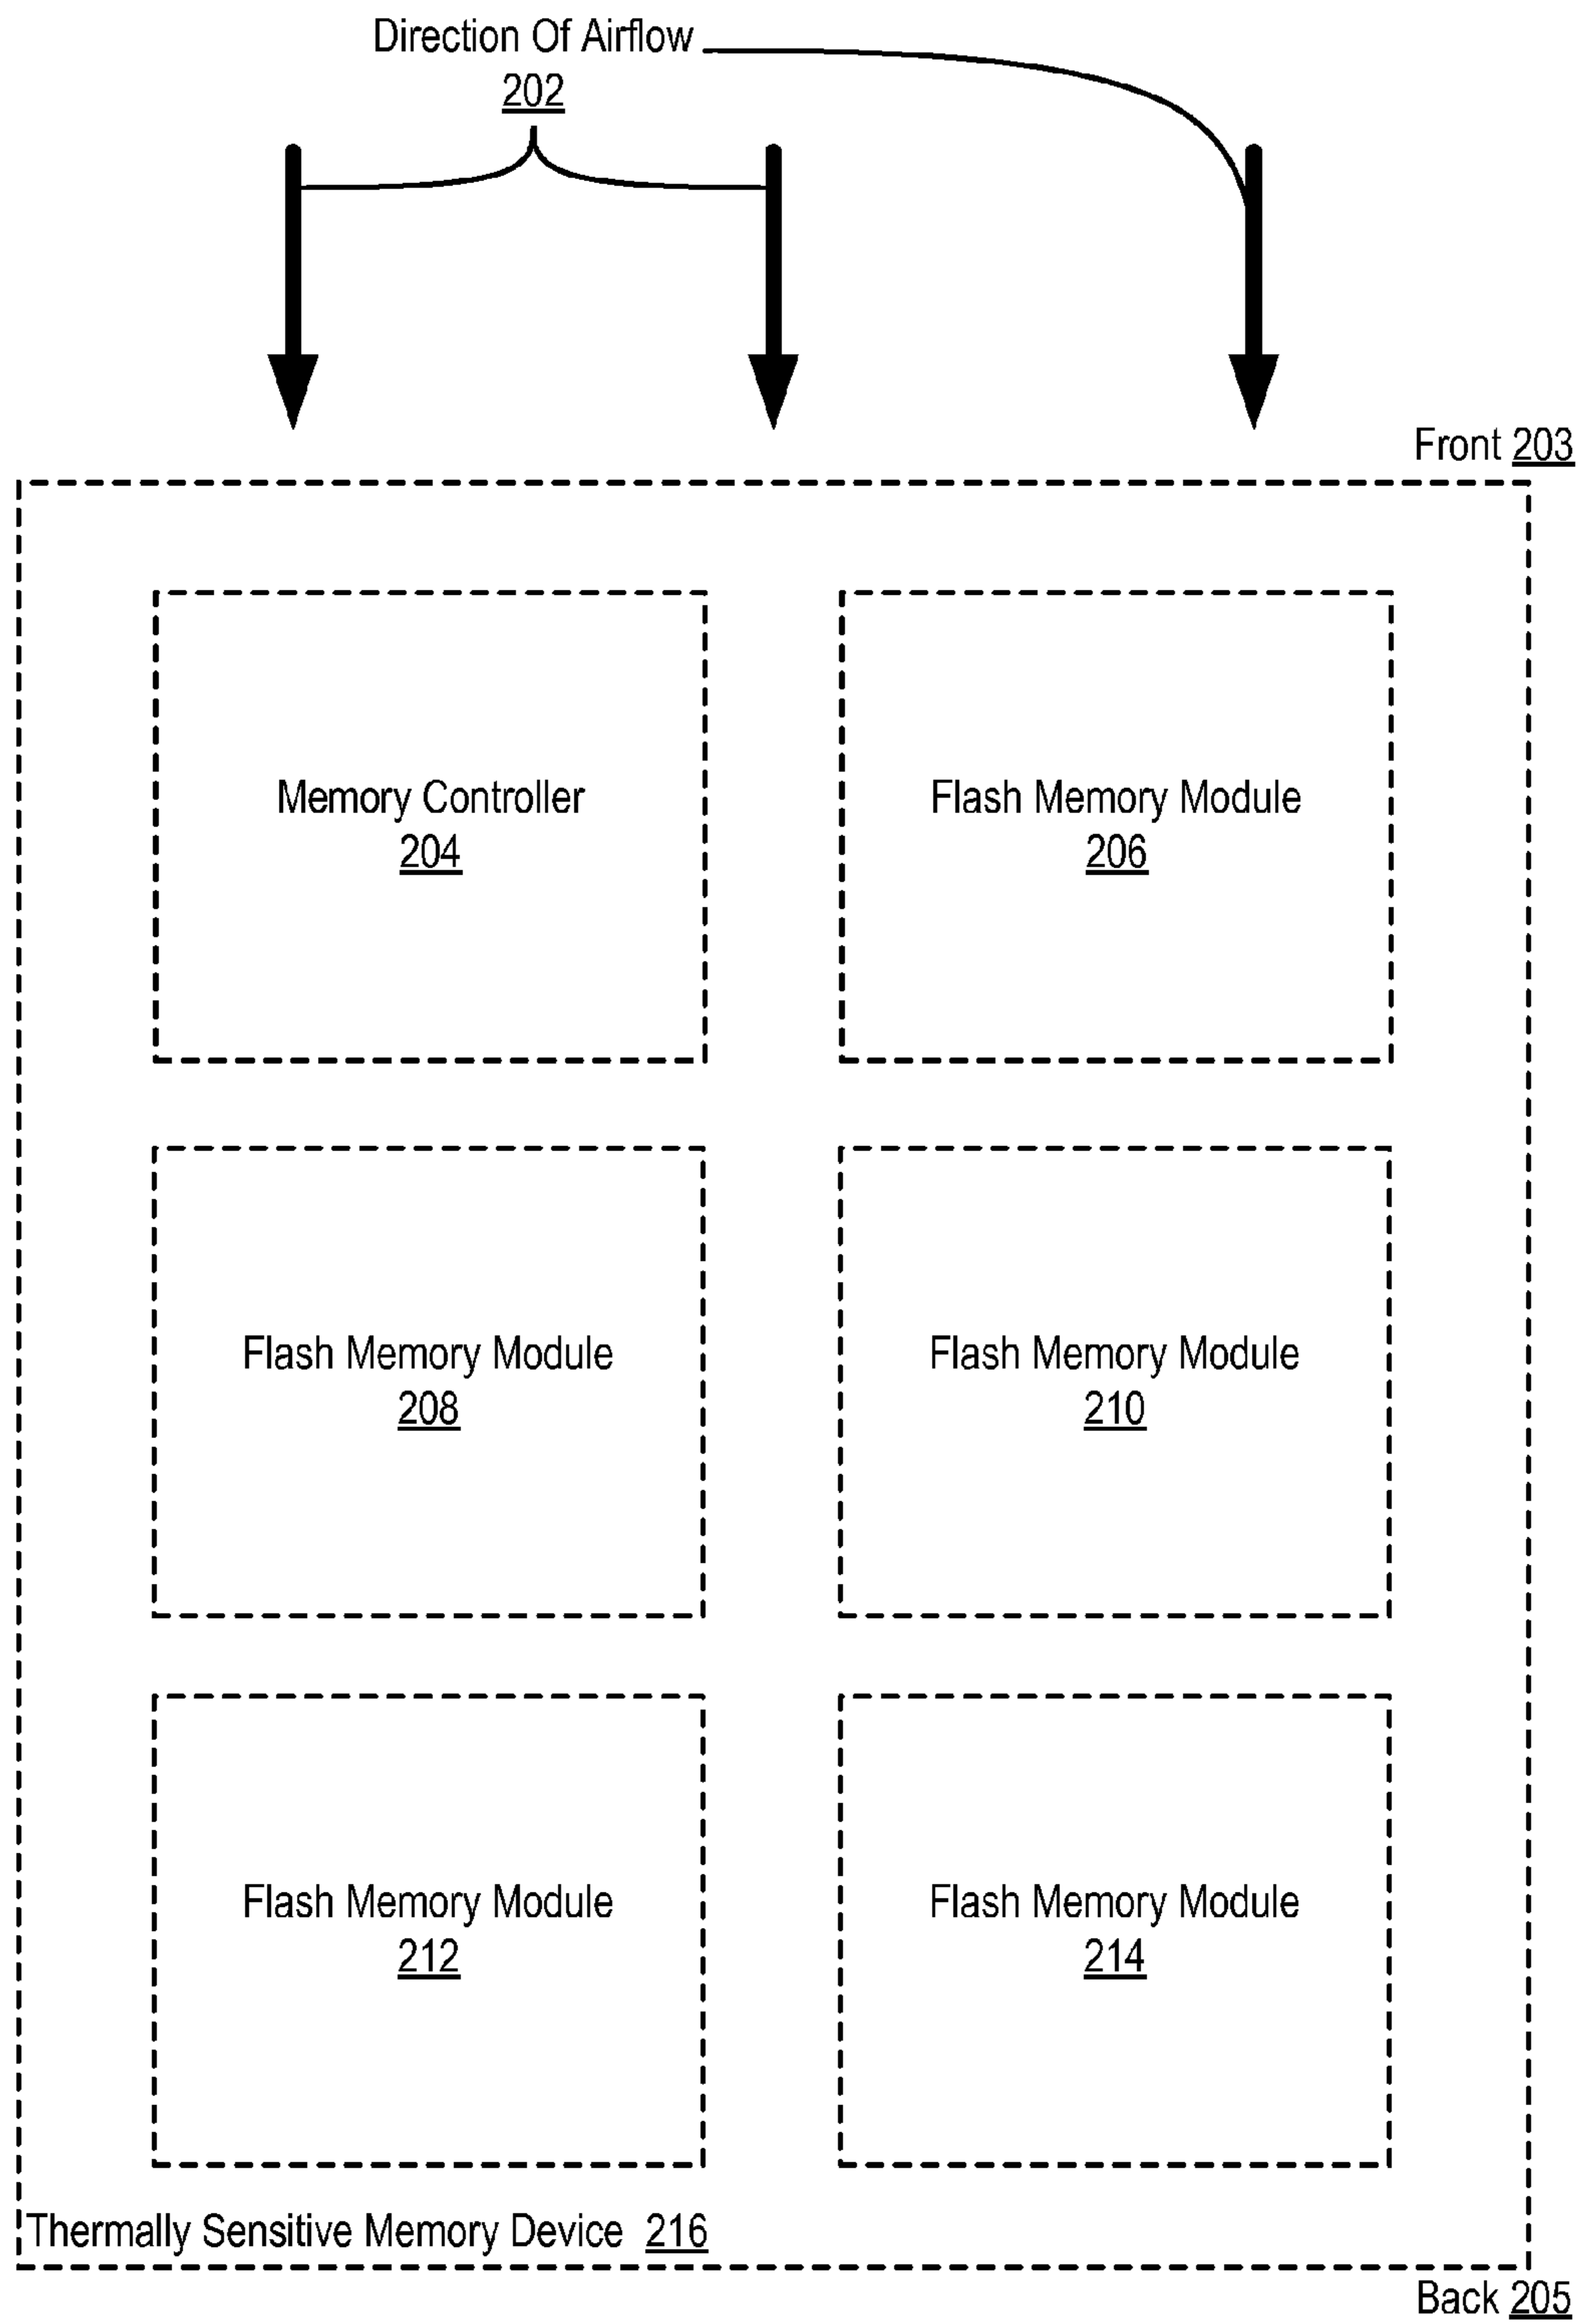 Direction Of Airflow
202
Front 203
Memory Controller
204
Flash Memory Module
206
Flash Memory Module
208
Flash Memory Module
210
Flash Memory Module
212
Flash Memory Module
214
Thermally Sensitive Memory Device 216
Back 205